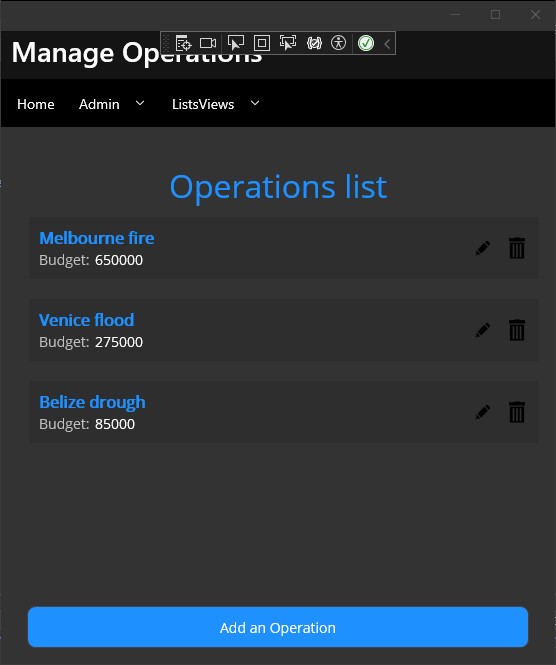 Manage Operations
Home Admin ListsViews
Operations list
Melbourne fire
Budget: 650000
Venice flood
Budget: 275000
Belize drough
Budget: 85000
Add an Operation